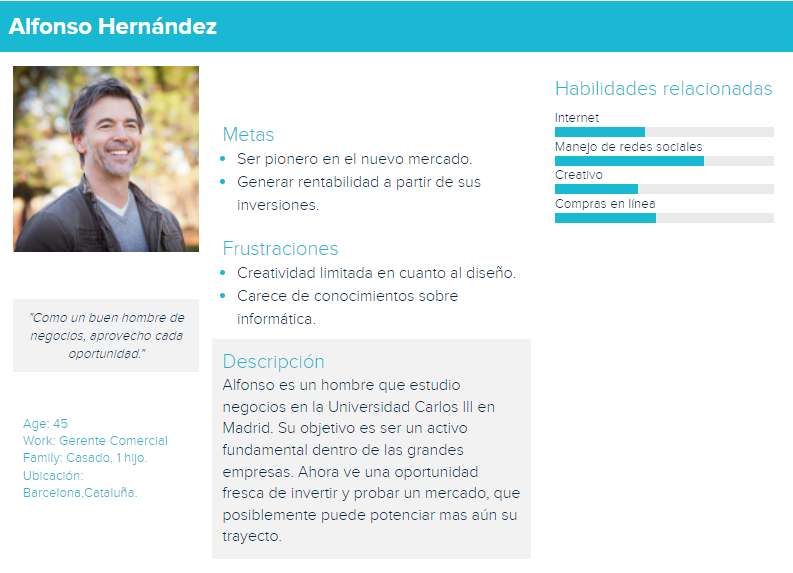 Alfonso Hernández
"Como un buen hombre de
negocios, aprovecho cada
oportunidad."
Age: 45
Work: Gerente Comercial
Family: Casado, 1 hijo.
Ubicación:
Barcelona,Cataluña.
Metas
Ser pionero en el nuevo mercado.
Generar rentabilidad a partir de sus
inversiones.
Frustraciones
Creatividad limitada en cuanto al diseño.
Carece de conocimientos sobre
informática.
Descripción
Alfonso es un hombre que estudio
negocios en la Universidad Carlos III en
Madrid. Su objetivo es ser un activo
fundamental dentro de las grandes
empresas. Ahora ve una oportunidad
fresca de invertir y probar un mercado, que
posiblemente puede potenciar mas aún su
trayecto.
Habilidades relacionadas
Internet
Manejo de redes sociales
Creativo
Compras en línea